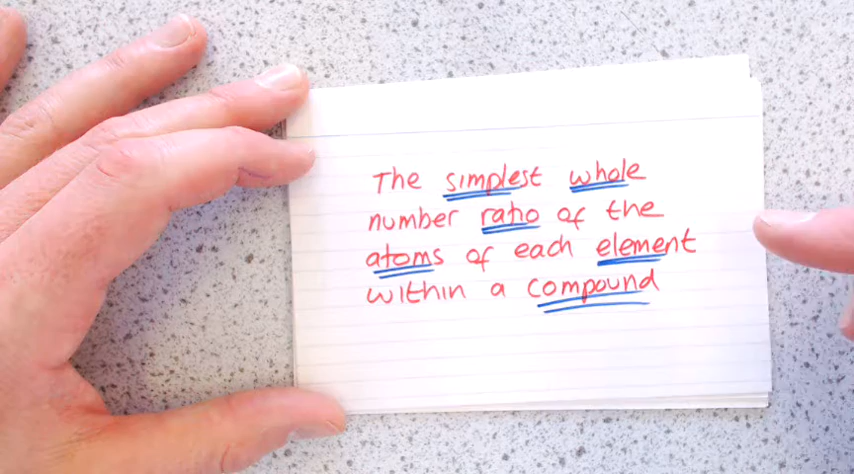 The simplest whole
number ratio of the
atoms of each element
within a compound